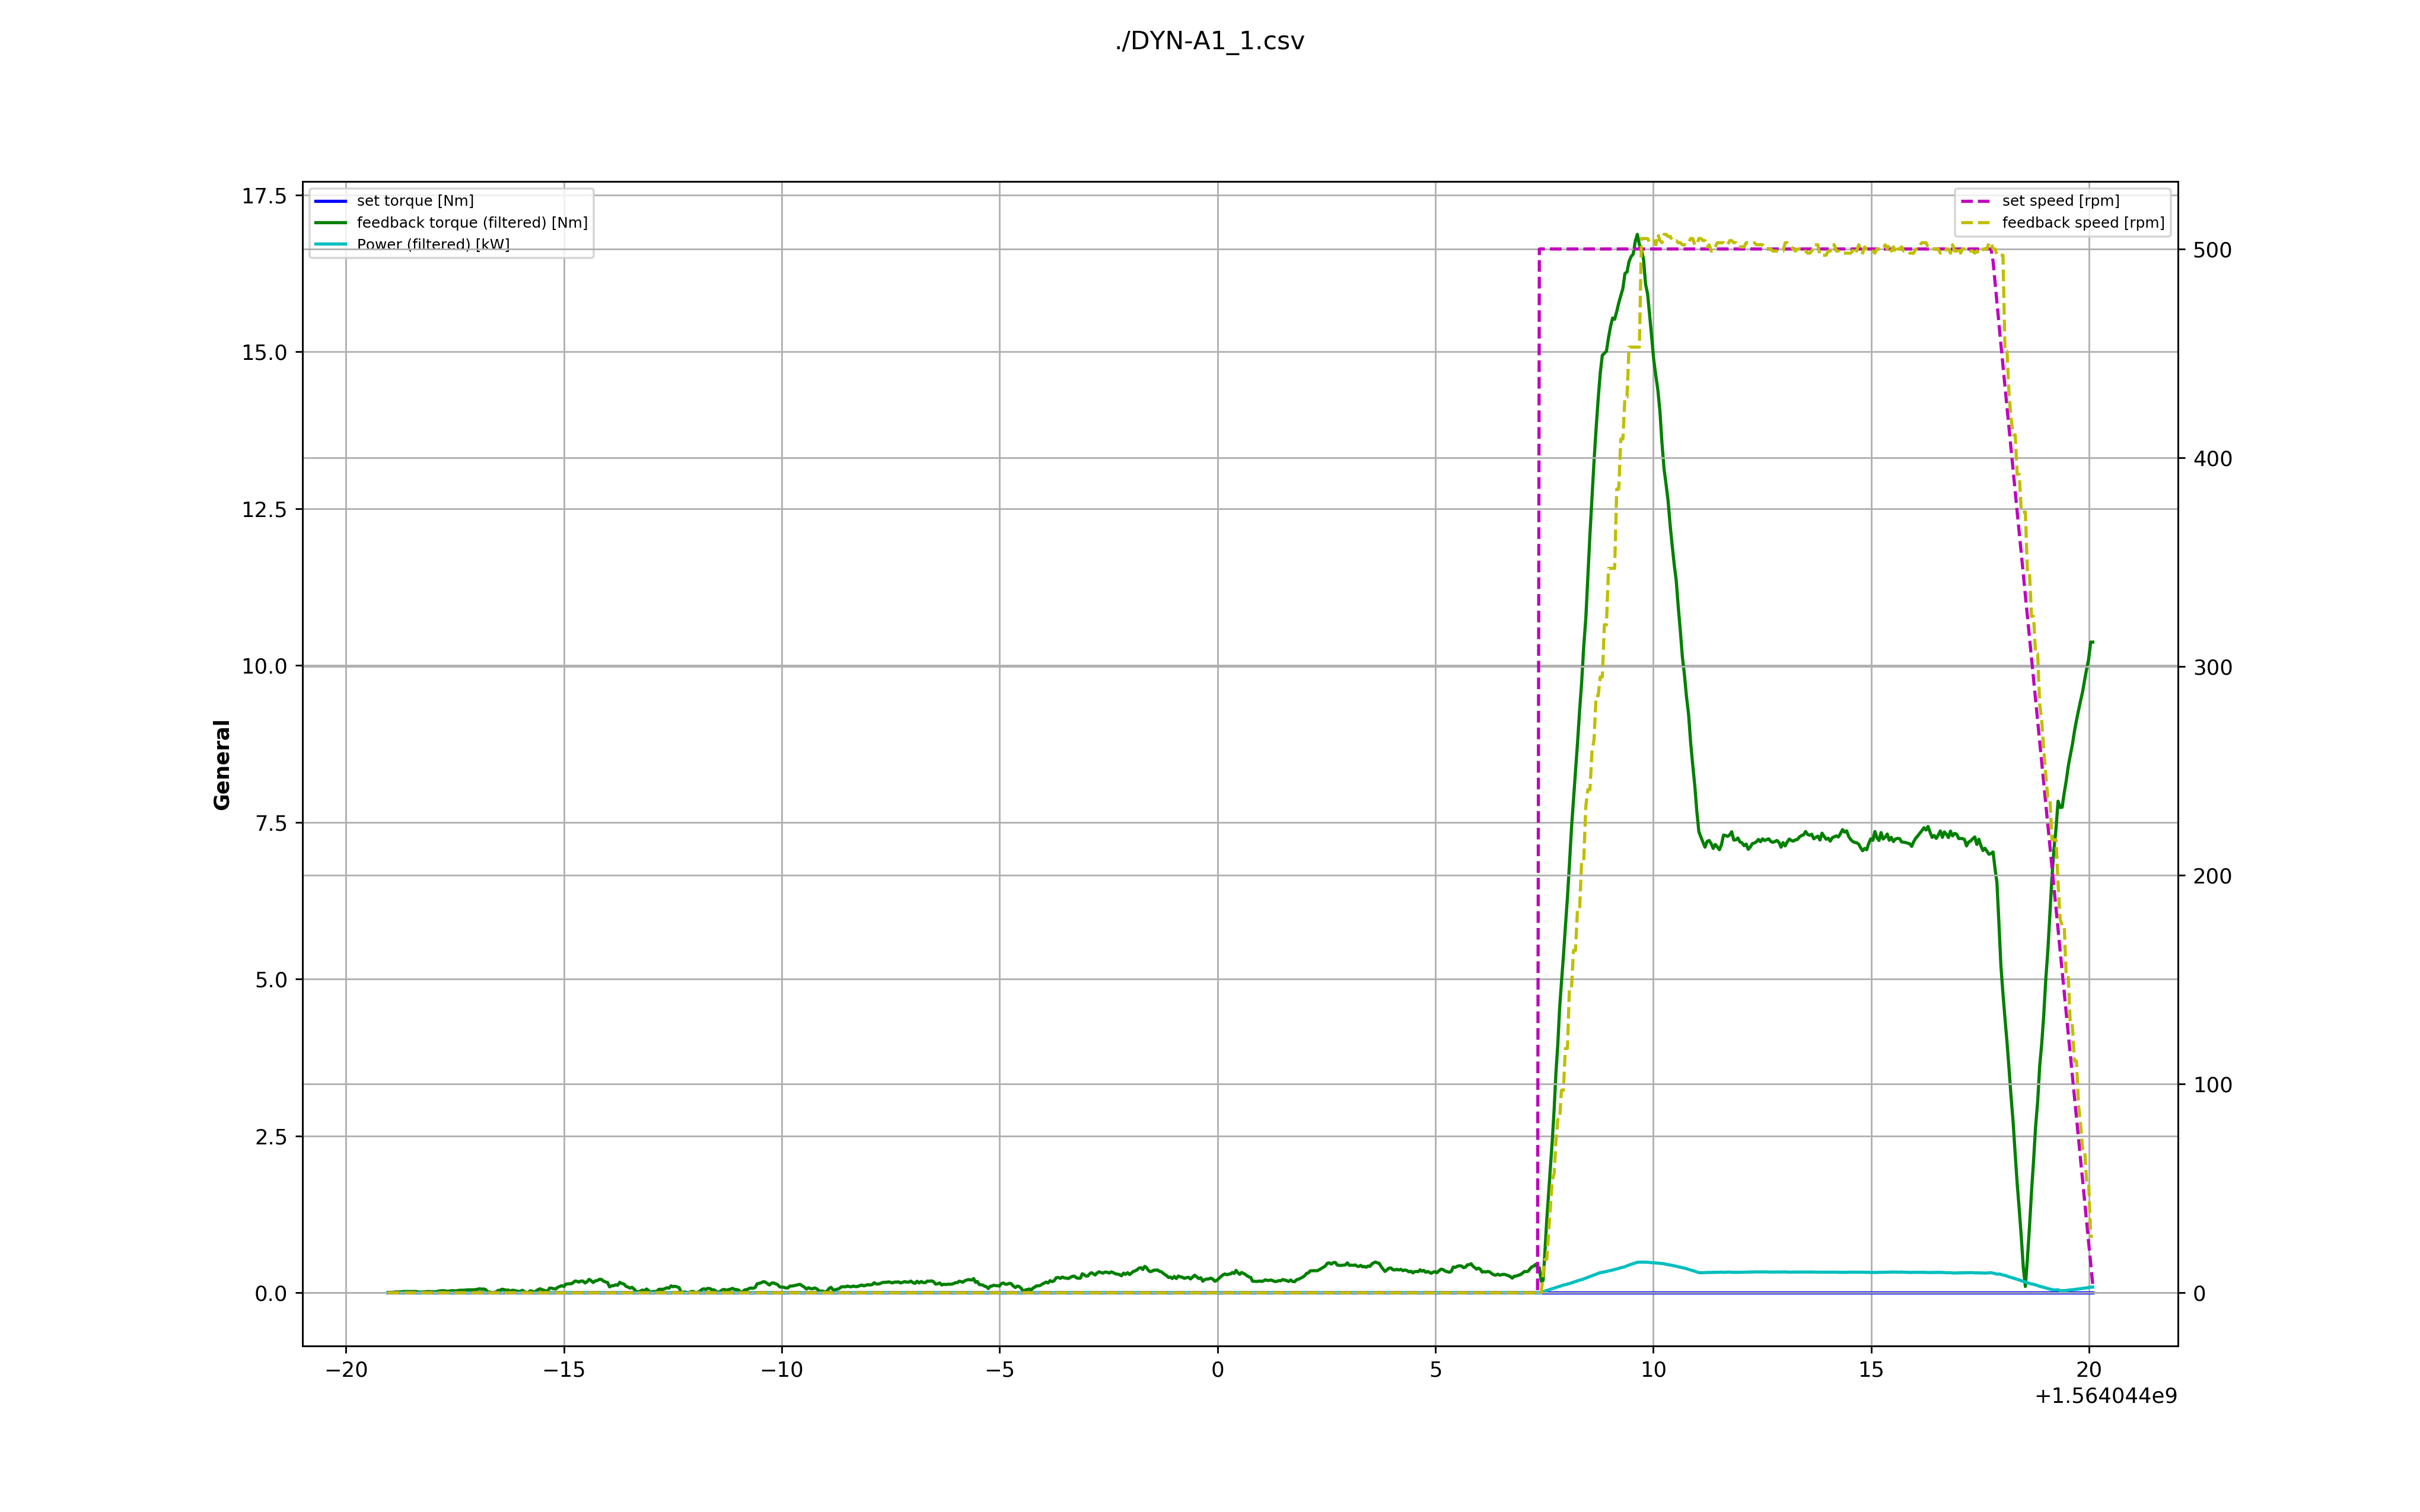 ./DYN-A1_1.csv
set torque [Nm]
feedback torque (filtered) [Nm]
Power (filtered) [kW]
set speed [rpm]
feedback speed [rpm]
17.5
15.0
12.5
10.0
7.5
5.0
2.5
0.0
General
500
400
300
200
100
0
−20 −15 −10 −5 0 5 10 15 20
+1.564044e9